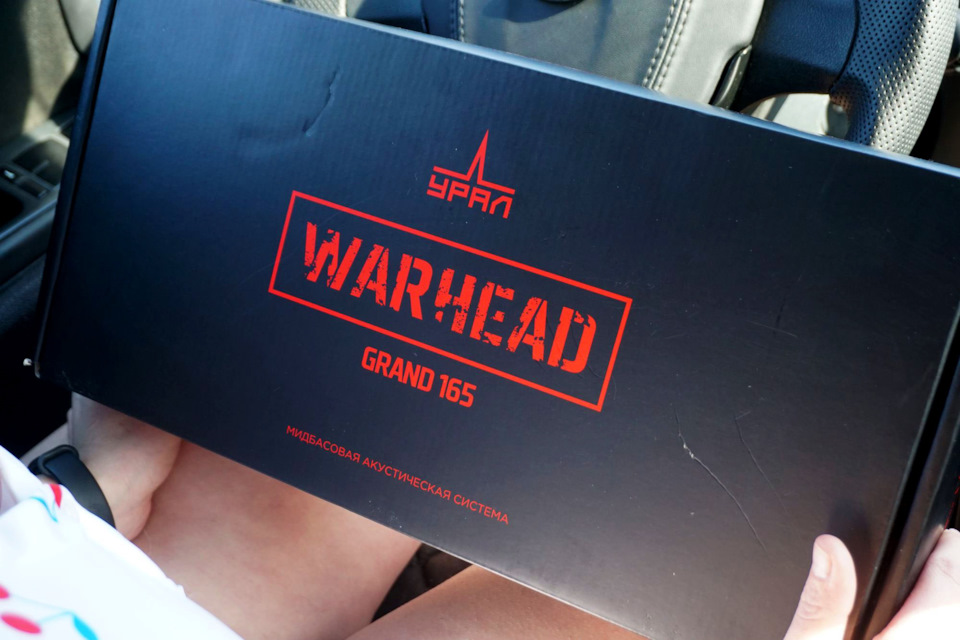 УРАЛ
WARHEAD
GRAND 165
МИДБАСОВАЯ АКУСТИЧЕСКАЯ СИСТЕМА